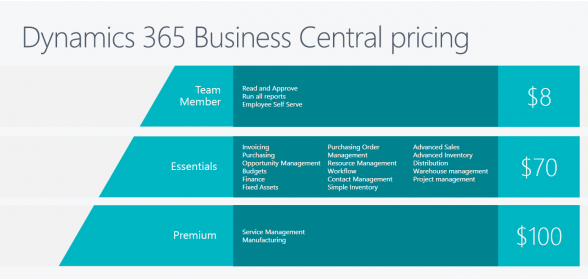 Dynamics 365 Business Central pricing
Team
Member
Read and Approve
Run all reports
Employee Self Serve
$8
Essentials
Invoicing
Purchasing
Opportunity Management
Budgets
Finance
Fixed Assets
Purchasing Order
Management
Resource Management
Workflow
Contact Management
Simple Inventory
Advanced Sales
Advanced Inventory
Distribution
Warehouse management
Project management
$70
Premium
Service Management
Manufacturing
$100